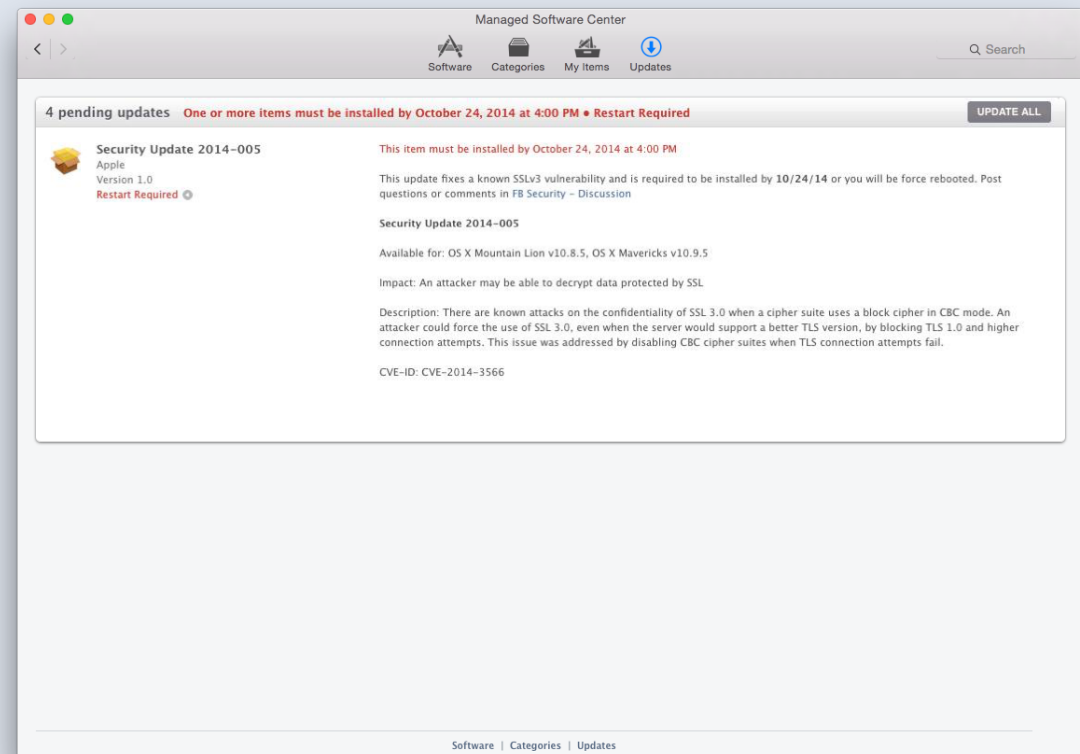 Managed Software Center
Software Categories My Items Updates
Search
4 pending updates One or more items must be installed by October 24, 2014 at 4:00 PM • Restart Required
UPDATE ALL
Security Update 2014-005
Apple
Version 1.0
Restart Required
This item must be installed by October 24, 2014 at 4:00 PM
This update fixes a known SSLv3 vulnerability and is required to be installed by 10/24/14 or you will be force rebooted. Post
questions or comments in FB Security - Discussion
Security Update 2014-005
Available for: OS X Mountain Lion v10.8.5, OS X Mavericks v10.9.5
Impact: An attacker may be able to decrypt data protected by SSL
Description: There are known attacks on the confidentiality of SSL 3.0 when a cipher suite uses a block cipher in CBC mode. An
attacker could force the use of SSL 3.0, even when the server would support a better TLS version, by blocking TLS 1.0 and higher
connection attempts. This issue was addressed by disabling CBC cipher suites when TLS connection attempts fail.
CVE-ID: CVE-2014-3566
Software | Categories | Updates